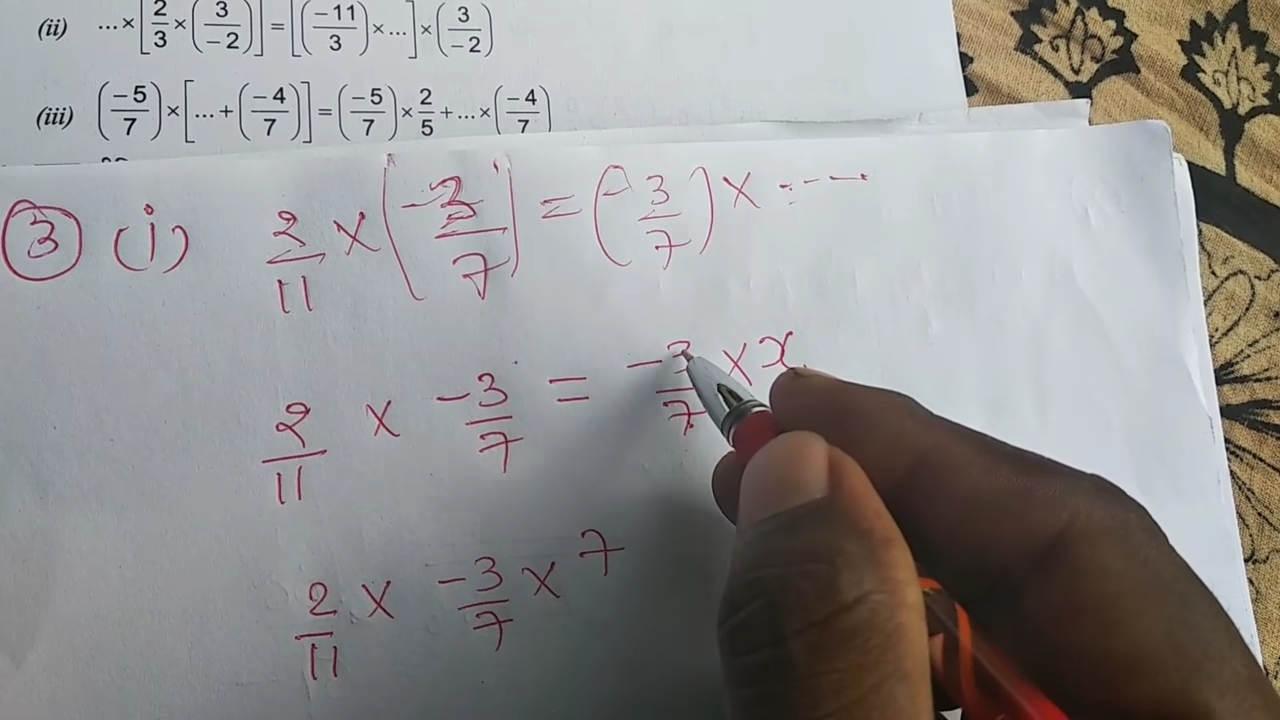 (ii) ...×[2/3×(3/-2)]=[(-11/3)×...]×(3/-2)
(iii) (-5/7)×[...+(-4/7)]=(-5/7)×2/5+...×(-4/7)
3 (i) 2/11 × (-3/7) = (-3/7) × ----
2/11 × -3/7 = -3/7 × x
2/11 × -3/7 × 7